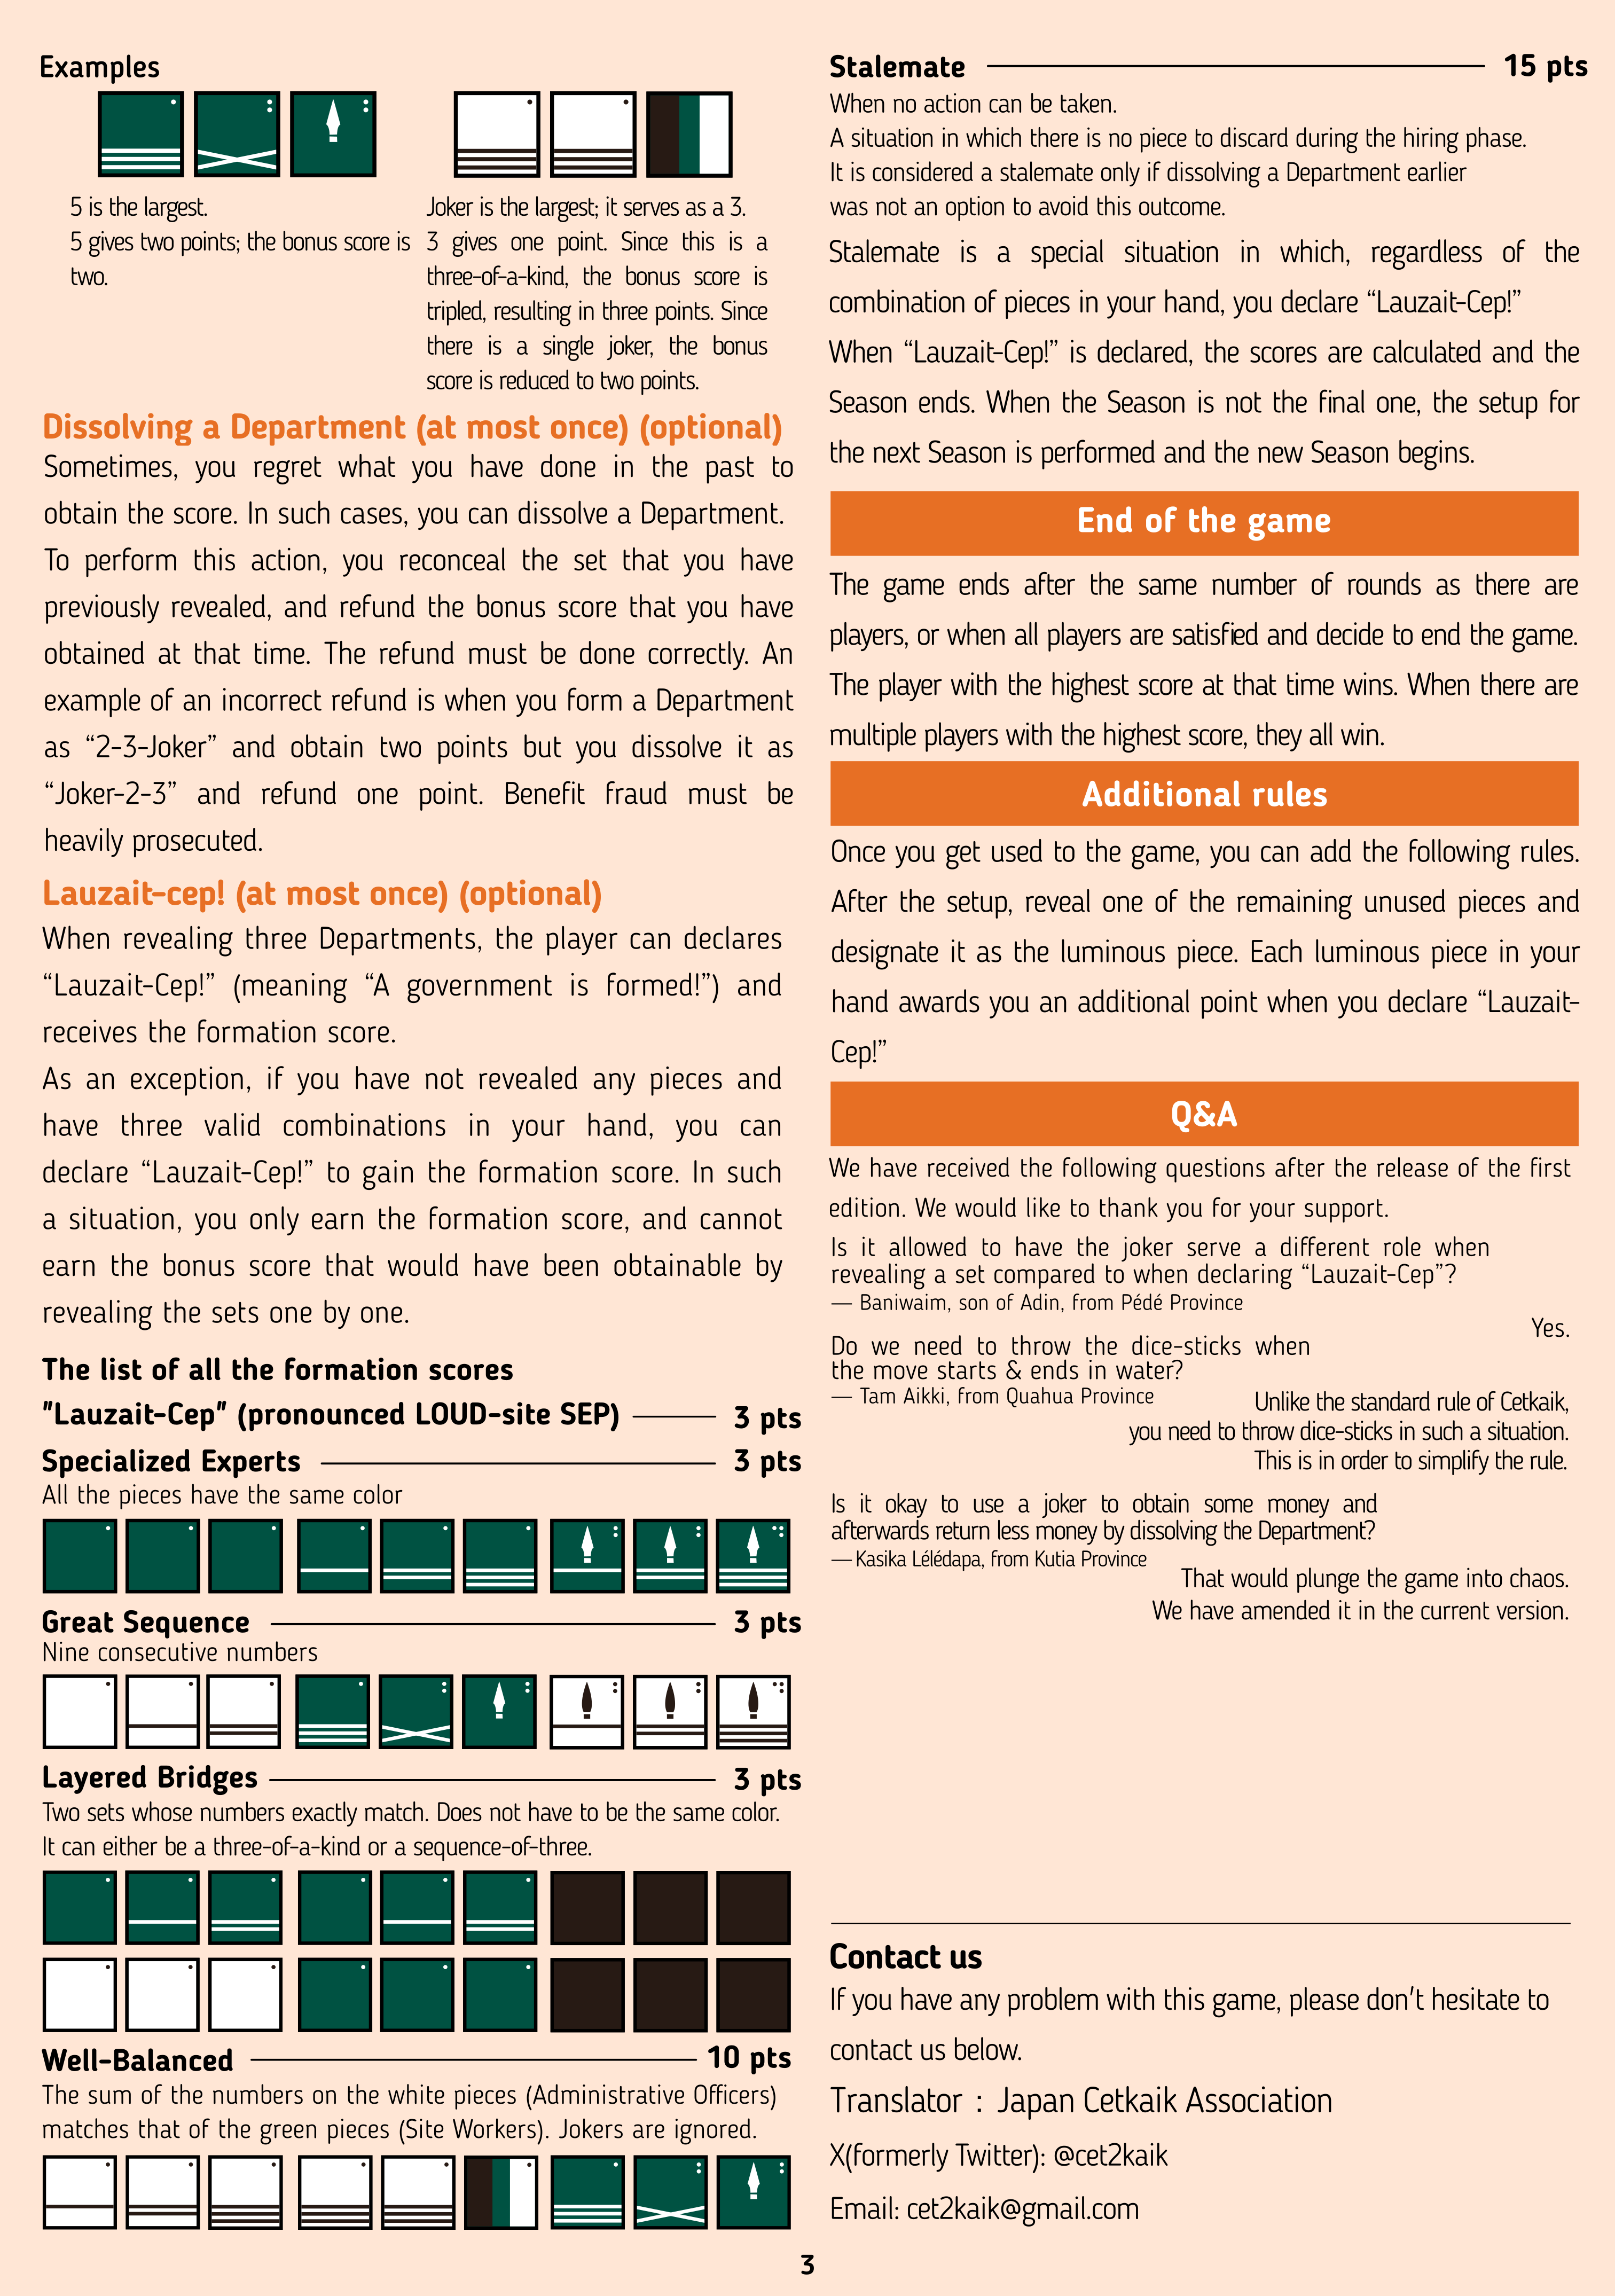 Examples
5 is the largest.
5 gives two points; the bonus score is
two.
Joker is the largest; it serves as a 3.
3 gives one point. Since this is a
three-of-a-kind, the bonus score is
tripled, resulting in three points. Since
there is a single joker, the bonus
score is reduced to two points.
Dissolving a Department (at most once) (optional)
Sometimes, you regret what you have done in the past to
obtain the score. In such cases, you can dissolve a Department.
To perform this action, you reconceal the set that you have
previously revealed, and refund the bonus score that you have
obtained at that time. The refund must be done correctly. An
example of an incorrect refund is when you form a Department
as “2-3-Joker” and obtain two points but you dissolve it as
“Joker-2-3” and refund one point. Benefit fraud must be
heavily prosecuted.
Lauzait-cep! (at most once) (optional)
When revealing three Departments, the player can declares
“Lauzait-Cep!” (meaning “A government is formed!”) and
receives the formation score.
As an exception, if you have not revealed any pieces and
have three valid combinations in your hand, you can
declare “Lauzait-Cep!” to gain the formation score. In such
a situation, you only earn the formation score, and cannot
earn the bonus score that would have been obtainable by
revealing the sets one by one.
The list of all the formation scores
"Lauzait-Cep" (pronounced LOUD-site SEP) 3 pts
Specialized Experts 3 pts
All the pieces have the same color
Great Sequence 3 pts
Nine consecutive numbers
Layered Bridges 3 pts
Two sets whose numbers exactly match. Does not have to be the same color.
It can either be a three-of-a-kind or a sequence-of-three.
Well-Balanced 10 pts
The sum of the numbers on the white pieces (Administrative Officers)
matches that of the green pieces (Site Workers). Jokers are ignored.
Stalemate 15 pts
When no action can be taken.
A situation in which there is no piece to discard during the hiring phase.
It is considered a stalemate only if dissolving a Department earlier
was not an option to avoid this outcome.
Stalemate is a special situation in which, regardless of the
combination of pieces in your hand, you declare “Lauzait-Cep!”
When “Lauzait-Cep!” is declared, the scores are calculated and the
Season ends. When the Season is not the final one, the setup for
the next Season is performed and the new Season begins.
End of the game
The game ends after the same number of rounds as there are
players, or when all players are satisfied and decide to end the game.
The player with the highest score at that time wins. When there are
multiple players with the highest score, they all win.
Additional rules
Once you get used to the game, you can add the following rules.
After the setup, reveal one of the remaining unused pieces and
designate it as the luminous piece. Each luminous piece in your
hand awards you an additional point when you declare “Lauzait-
Cep!”
Q&A
We have received the following questions after the release of the first
edition. We would like to thank you for your support.
Is it allowed to have the joker serve a different role when
revealing a set compared to when declaring “Lauzait-Cep”?
— Baniwaim, son of Adin, from Pédé Province
Yes.
Do we need to throw the dice-sticks when
the move starts & ends in water?
— Tam Aikki, from Quahua Province
Unlike the standard rule of Cetkaik,
you need to throw dice-sticks in such a situation.
This is in order to simplify the rule.
Is it okay to use a joker to obtain some money and
afterwards return less money by dissolving the Department?
— Kasika Lélédapa, from Kutia Province
That would plunge the game into chaos.
We have amended it in the current version.
Contact us
If you have any problem with this game, please don't hesitate to
contact us below.
Translator : Japan Cetkaik Association
X(formerly Twitter): @cet2kaik
Email: cet2kaik@gmail.com
3